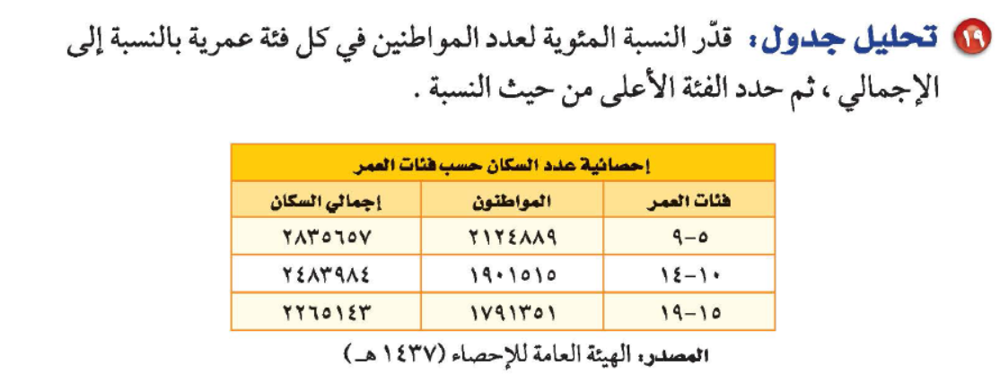 ١٩ تحليل جدول: قدّر النسبة المئوية لعدد المواطنين في كل فئة عمرية بالنسبة إلى
الإجمالي ، ثم حدد الفئة الأعلى من حيث النسبة .
إحصائية عدد السكان حسب فئات العمر
فئات العمر المواطنون إجمالي السكان
٥-٩ ٢١٢٤٨٨٩ ٢٨٣٥٦٥٧
١٠-١٤ ١٩٠١٥١٥ ٢٤٨٣٩٨٤
١٥-١٩ ١٧٩١٣٥١ ٢٢٦٥١٤٣
المصدر: الهيئة العامة للإحصاء (١٤٣٧ هـ)